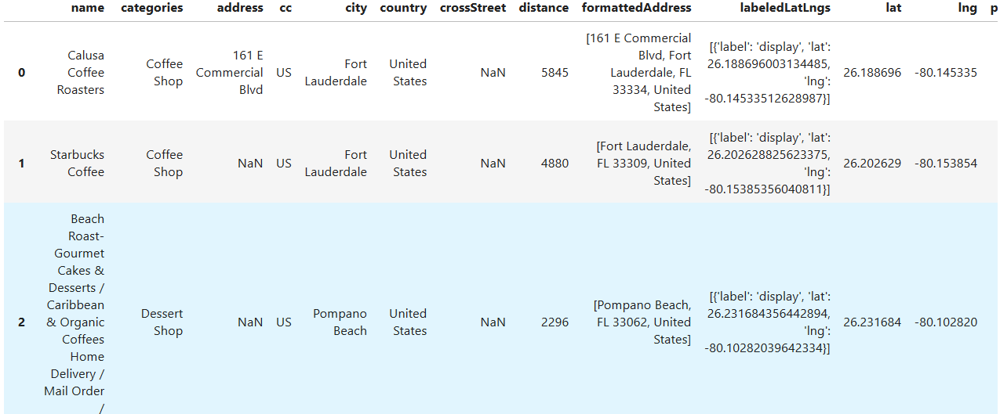 name categories address cc city country crossStreet distance formattedAddress labeledLatLngs lat lng p
0 Calusa Coffee Roasters Coffee Shop 161 E Commercial Blvd US Fort Lauderdale United States NaN 5845 [161 E Commercial Blvd, Fort Lauderdale, FL 33334, United States] [{'label': 'display', 'lat': 26.188696003134485, 'lng': -80.14533512628987}] 26.188696 -80.145335
1 Starbucks Coffee Coffee Shop NaN US Fort Lauderdale United States NaN 4880 [Fort Lauderdale, FL 33309, United States] [{'label': 'display', 'lat': 26.202628825623375, 'lng': -80.15385356040811}] 26.202629 -80.153854
2 Beach Roast- Gourmet Cakes & Desserts / Caribbean & Organic Coffees Home Delivery / Mail Order / Dessert Shop NaN US Pompano Beach United States NaN 2296 [Pompano Beach, FL 33062, United States] [{'label': 'display', 'lat': 26.231684356442894, 'lng': -80.10282039642334}] 26.231684 -80.102820